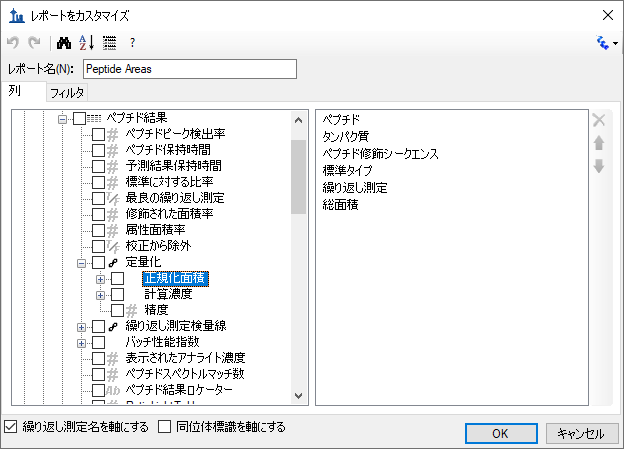 レポートをカスタマイズ
レポート名(N): Peptide Areas
列 フィルタ
ペプチド結果
ペプチドピーク検出率
ペプチド保持時間
予測結果保持時間
標準に対する比率
最良の繰り返し測定
修飾された面積率
属性面積率
校正から除外
定量化
正規化面積
計算濃度
精度
繰り返し測定検量線
バッチ性能指数
表示されたアナライト濃度
ペプチドスペクトルマッチ数
ペプチド結果ロケーター
ペプチド
タンパク質
ペプチド修飾シークエンス
標準タイプ
繰り返し測定
総面積
繰り返し測定名を軸にする 同位体標識を軸にする
OK キャンセル